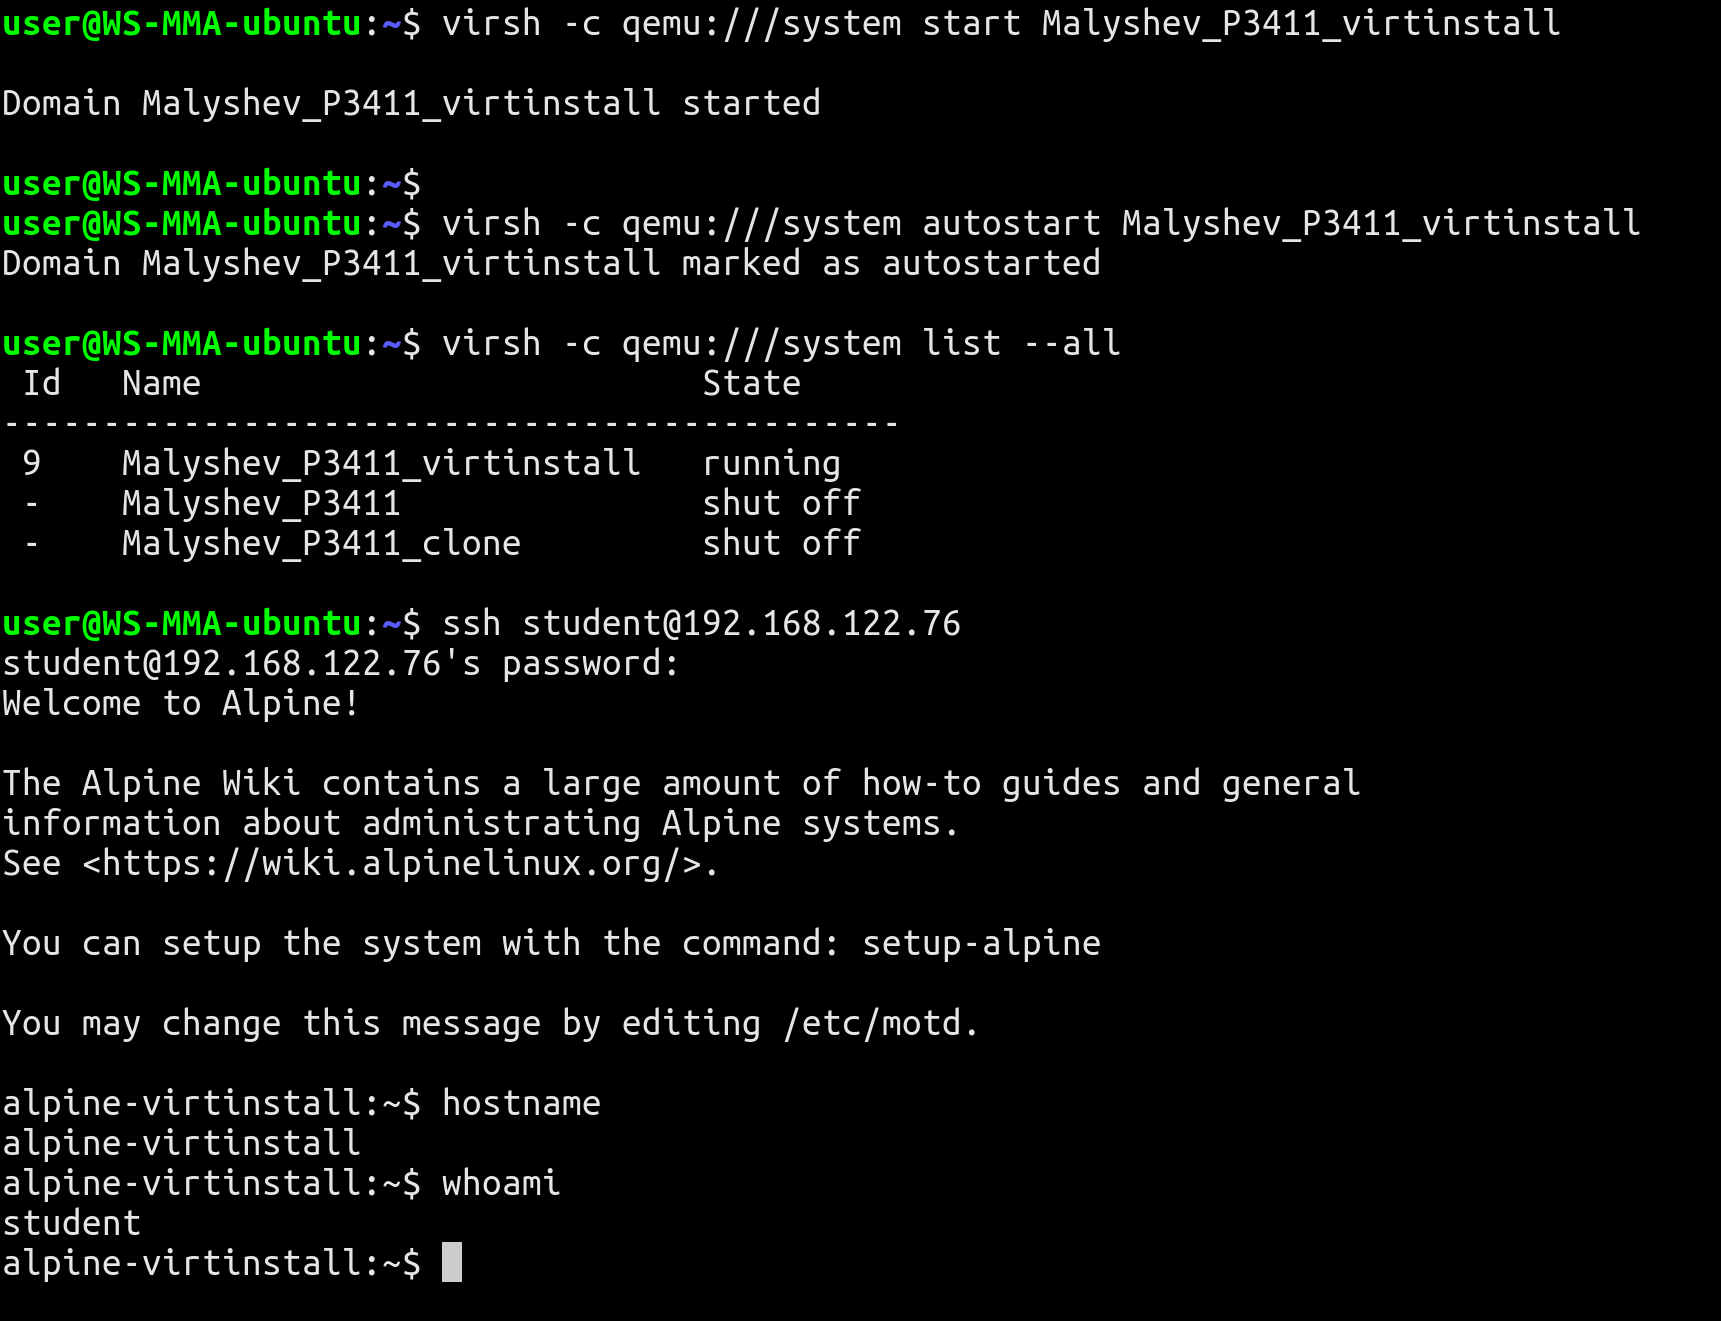 user@WS-MMA-ubuntu:~$ virsh -c qemu:///system start Malyshev_P3411_virtinstall
Domain Malyshev_P3411_virtinstall started
user@WS-MMA-ubuntu:~$
user@WS-MMA-ubuntu:~$ virsh -c qemu:///system autostart Malyshev_P3411_virtinstall
Domain Malyshev_P3411_virtinstall marked as autostarted
user@WS-MMA-ubuntu:~$ virsh -c qemu:///system list --all
 Id   Name                         State
---------------------------------------------
 9    Malyshev_P3411_virtinstall   running
 -    Malyshev_P3411               shut off
 -    Malyshev_P3411_clone         shut off
user@WS-MMA-ubuntu:~$ ssh student@192.168.122.76
student@192.168.122.76's password:
Welcome to Alpine!
The Alpine Wiki contains a large amount of how-to guides and general
information about administrating Alpine systems.
See <https://wiki.alpinelinux.org/>.
You can setup the system with the command: setup-alpine
You may change this message by editing /etc/motd.
alpine-virtinstall:~$ hostname
alpine-virtinstall
alpine-virtinstall:~$ whoami
student
alpine-virtinstall:~$